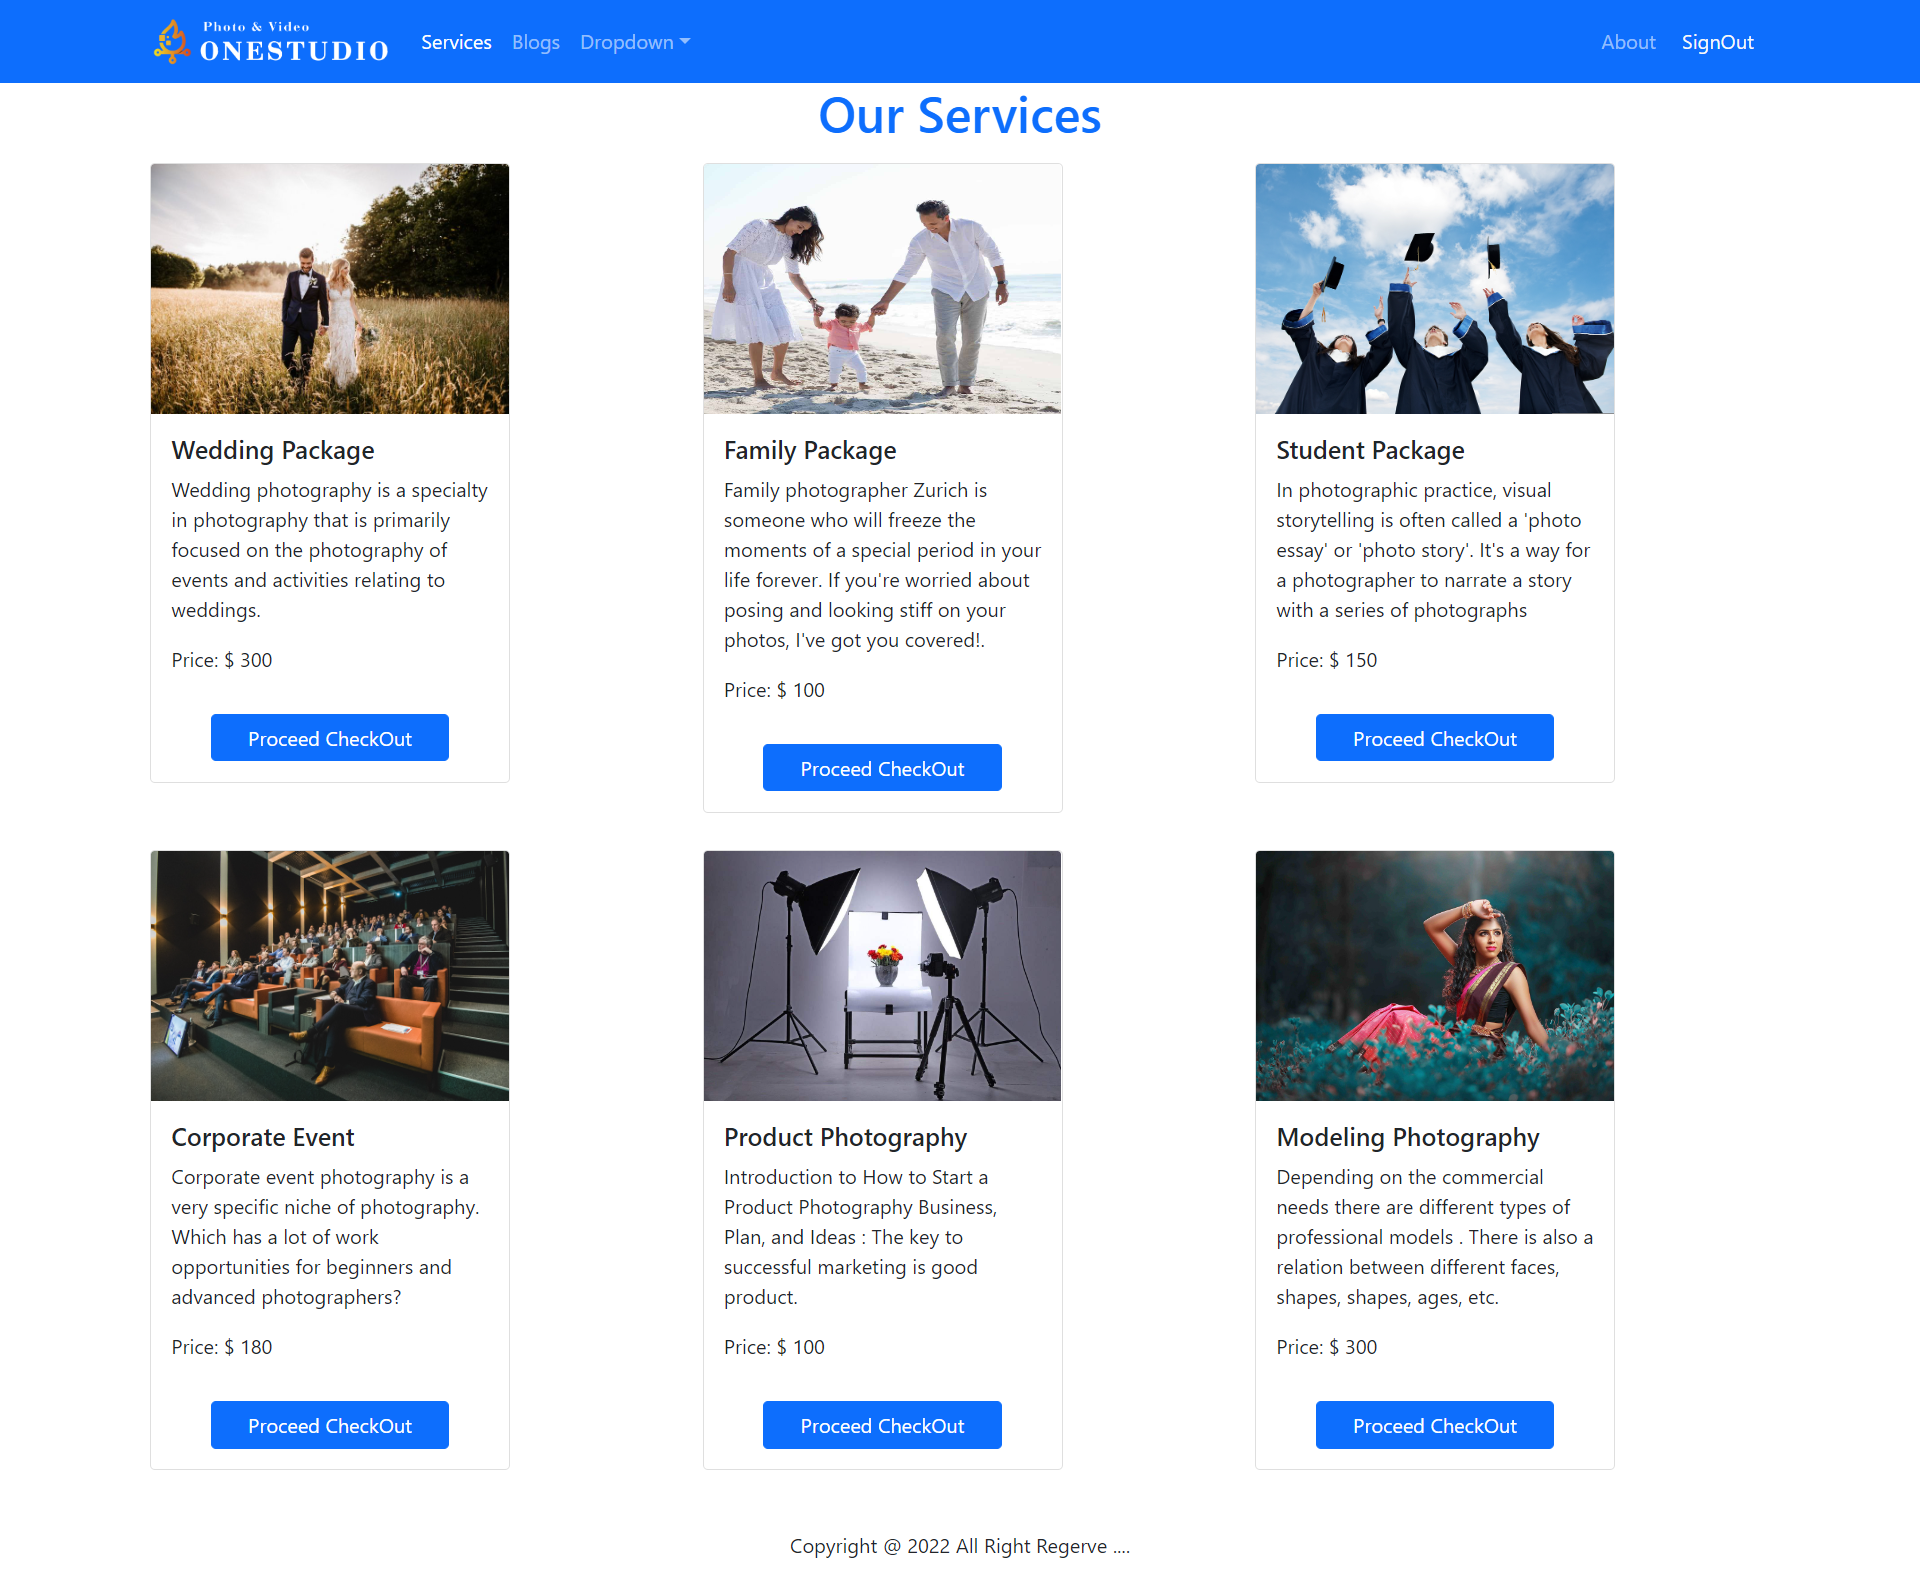 Photo & Video
ONESTUDIO
Services
Blogs
Dropdown
About
SignOut
Our Services
Wedding Package
Wedding photography is a specialty
in photography that is primarily
focused on the photography of
events and activities relating to
weddings.
Price: $ 300
Proceed CheckOut
Family Package
Family photographer Zurich is
someone who will freeze the
moments of a special period in your
life forever. If you're worried about
posing and looking stiff on your
photos, I've got you covered!.
Price: $ 100
Proceed CheckOut
Student Package
In photographic practice, visual
storytelling is often called a 'photo
essay' or 'photo story'. It's a way for
a photographer to narrate a story
with a series of photographs
Price: $ 150
Proceed CheckOut
Corporate Event
Corporate event photography is a
very specific niche of photography.
Which has a lot of work
opportunities for beginners and
advanced photographers?
Price: $ 180
Proceed CheckOut
Product Photography
Introduction to How to Start a
Product Photography Business,
Plan, and Ideas : The key to
successful marketing is good
product.
Price: $ 100
Proceed CheckOut
Modeling Photography
Depending on the commercial
needs there are different types of
professional models . There is also a
relation between different faces,
shapes, shapes, ages, etc.
Price: $ 300
Proceed CheckOut
Copyright @ 2022 All Right Regerve ....